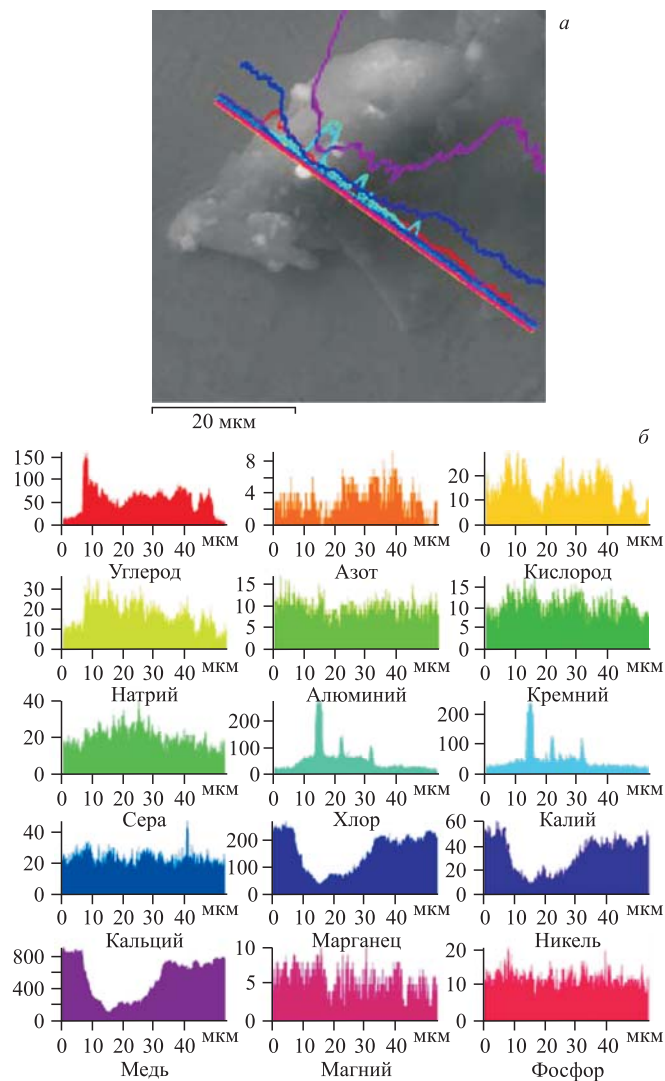 а
20 мкм
б
150
100
50
0
0 10 20 30 40 мкм
Углерод
8
6
4
2
0
0 10 20 30 40 мкм
Азот
20
10
0
0 10 20 30 40 мкм
Кислород
30
20
10
0
0 10 20 30 40 мкм
Натрий
15
10
5
0
0 10 20 30 40 мкм
Алюминий
15
10
5
0
0 10 20 30 40 мкм
Кремний
40
20
0
0 10 20 30 40 мкм
Сера
200
100
0
0 10 20 30 40 мкм
Хлор
200
100
0
0 10 20 30 40 мкм
Калий
40
20
0
0 10 20 30 40 мкм
Кальций
200
100
0
0 10 20 30 40 мкм
Марганец
60
40
20
0
0 10 20 30 40 мкм
Никель
800
400
0
0 10 20 30 40 мкм
Медь
10
5
0
0 10 20 30 40 мкм
Магний
20
10
0
0 10 20 30 40 мкм
Фосфор